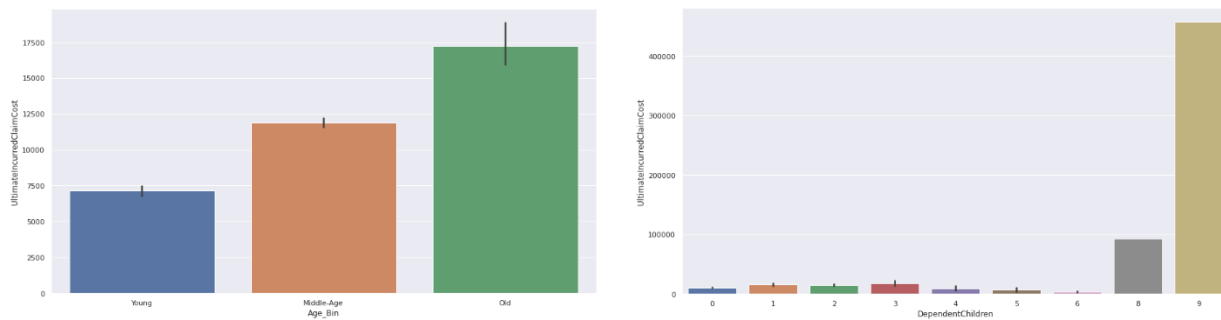 17500
15000
12500
10000
7500
5000
2500
0
UltimateIncurredClaimCost
Young Middle-Age Old
Age_Bin
400000
300000
200000
100000
0
UltimateIncurredClaimCost
0 1 2 3 4 5 6 8 9
DependentChildren